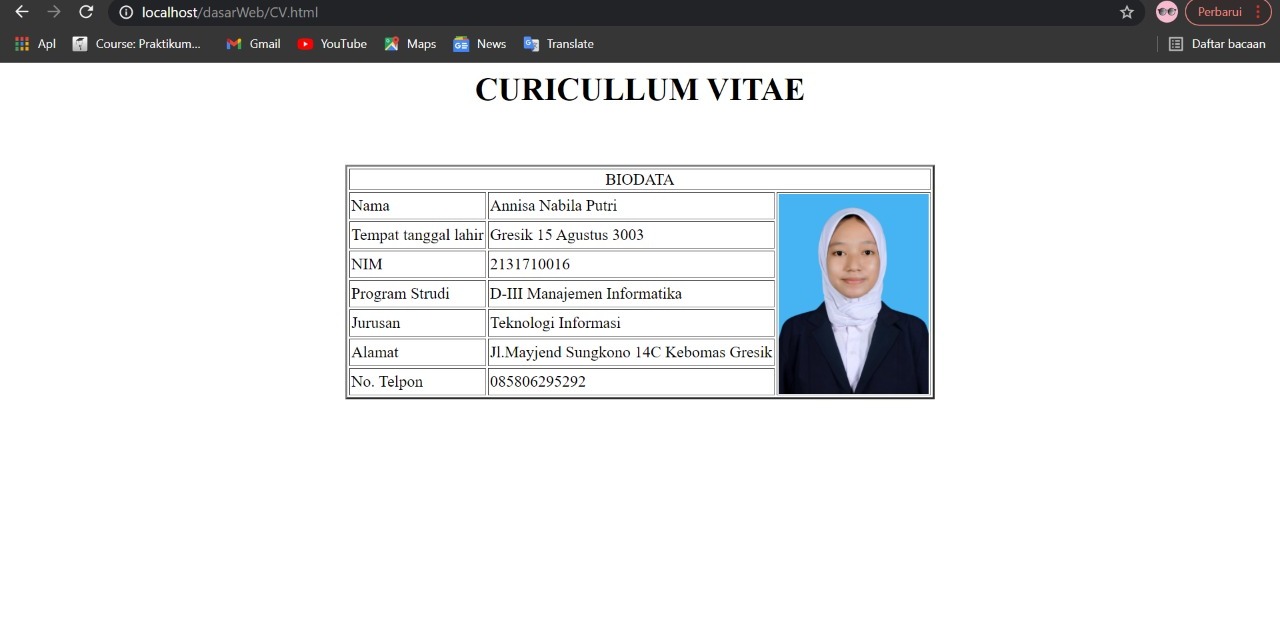 localhost/dasarWeb/CV.html
Perbarui
Apl Course: Praktikum... Gmail YouTube Maps News Translate Daftar bacaan
CURICULLUM VITAE
BIODATA
Nama Annisa Nabila Putri
Tempat tanggal lahir Gresik 15 Agustus 3003
NIM 2131710016
Program Strudi D-III Manajemen Informatika
Jurusan Teknologi Informasi
Alamat Jl.Mayjend Sungkono 14C Kebomas Gresik
No. Telpon 085806295292